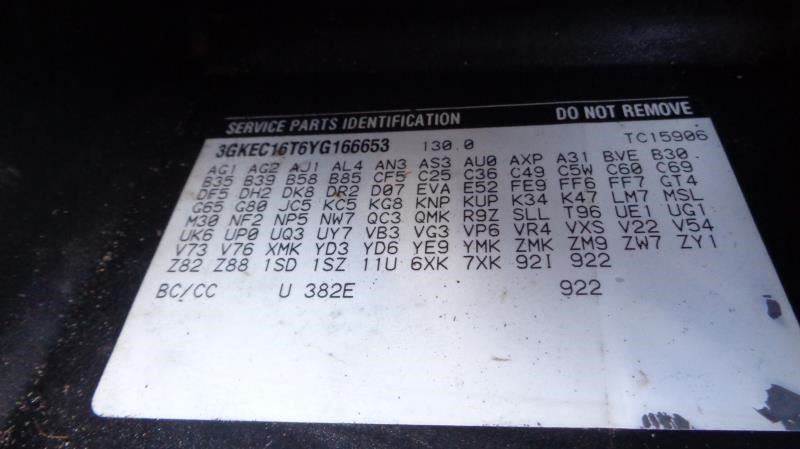 SERVICE PARTS IDENTIFICATION DO NOT REMOVE
3GKEC16T6YG166653 130.0 TC15906
AG1 AG2 AJ1 AL4 AN3 AS3 AU0 AXP A31 BVE B30
B35 B39 B58 B85 CF5 C25 C36 C49 C5W C60 C69
DF5 DH2 DK8 DR2 D07 EVA E52 FE9 FF6 FF7 GT4
G65 G80 JC5 KC5 KG8 KNP KUP K34 K47 LM7 MSL
M30 NF2 NP5 NW7 QC3 QMK R9Z SLL T96 UE1 UG1
UK6 UP0 UQ3 UY7 VB3 VG3 VP6 VR4 VXS V22 V54
V73 V76 XMK YD3 YD6 YE9 YMK ZMK ZM9 ZW7 ZY1
Z82 Z88 1SD 1SZ 11U 6XK 7XK 92I 922
BC/CC U 382E 922